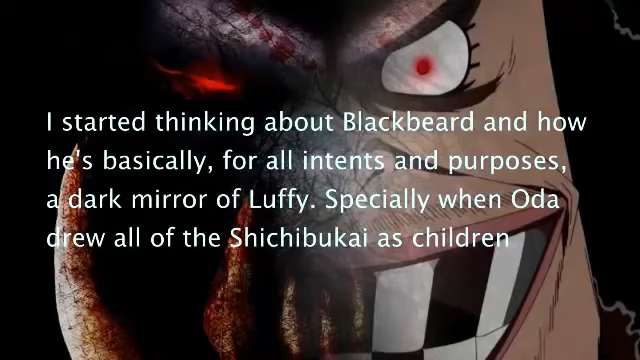 I started thinking about Blackbeard and how
he's basically, for all intents and purposes,
a dark mirror of Luffy. Specially when Oda
drew all of the Shichibukai as children